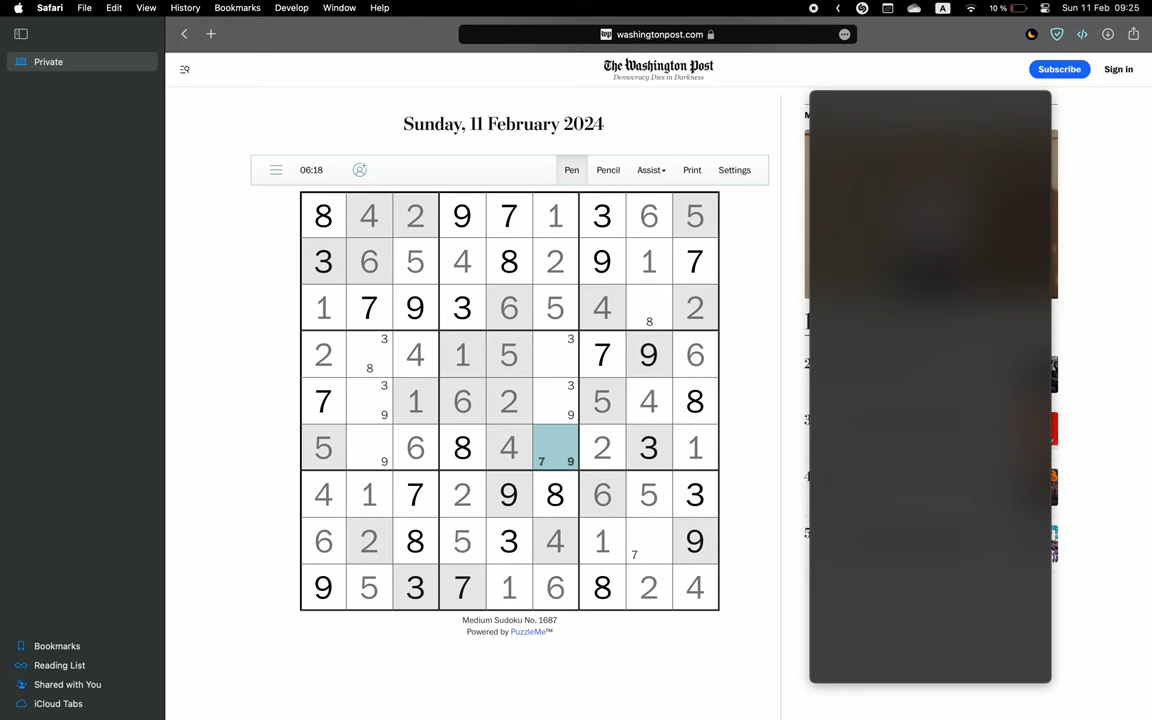 Safari File Edit View History Bookmarks Develop Window Help A 10 % Sun 11 Feb 09:25
washingtonpost.com
Private
The Washington Post
Democracy Dies in Darkness
Subscribe Sign in
Sunday, 11 February 2024
06:18 Pen Pencil Assist Print Settings
8 4 2 9 7 1 3 6 5
3 6 5 4 8 2 9 1 7
1 7 9 3 6 5 4 8 2
2 3 8 4 1 5 3 7 9 6
7 3 9 1 6 2 3 9 5 4 8
5 9 6 8 4 7 9 2 3 1
4 1 7 2 9 8 6 5 3
6 2 8 5 3 4 1 7 9
9 5 3 7 1 6 8 2 4
Medium Sudoku No. 1687
Powered by PuzzleMe™
Bookmarks
Reading List
Shared with You
iCloud Tabs